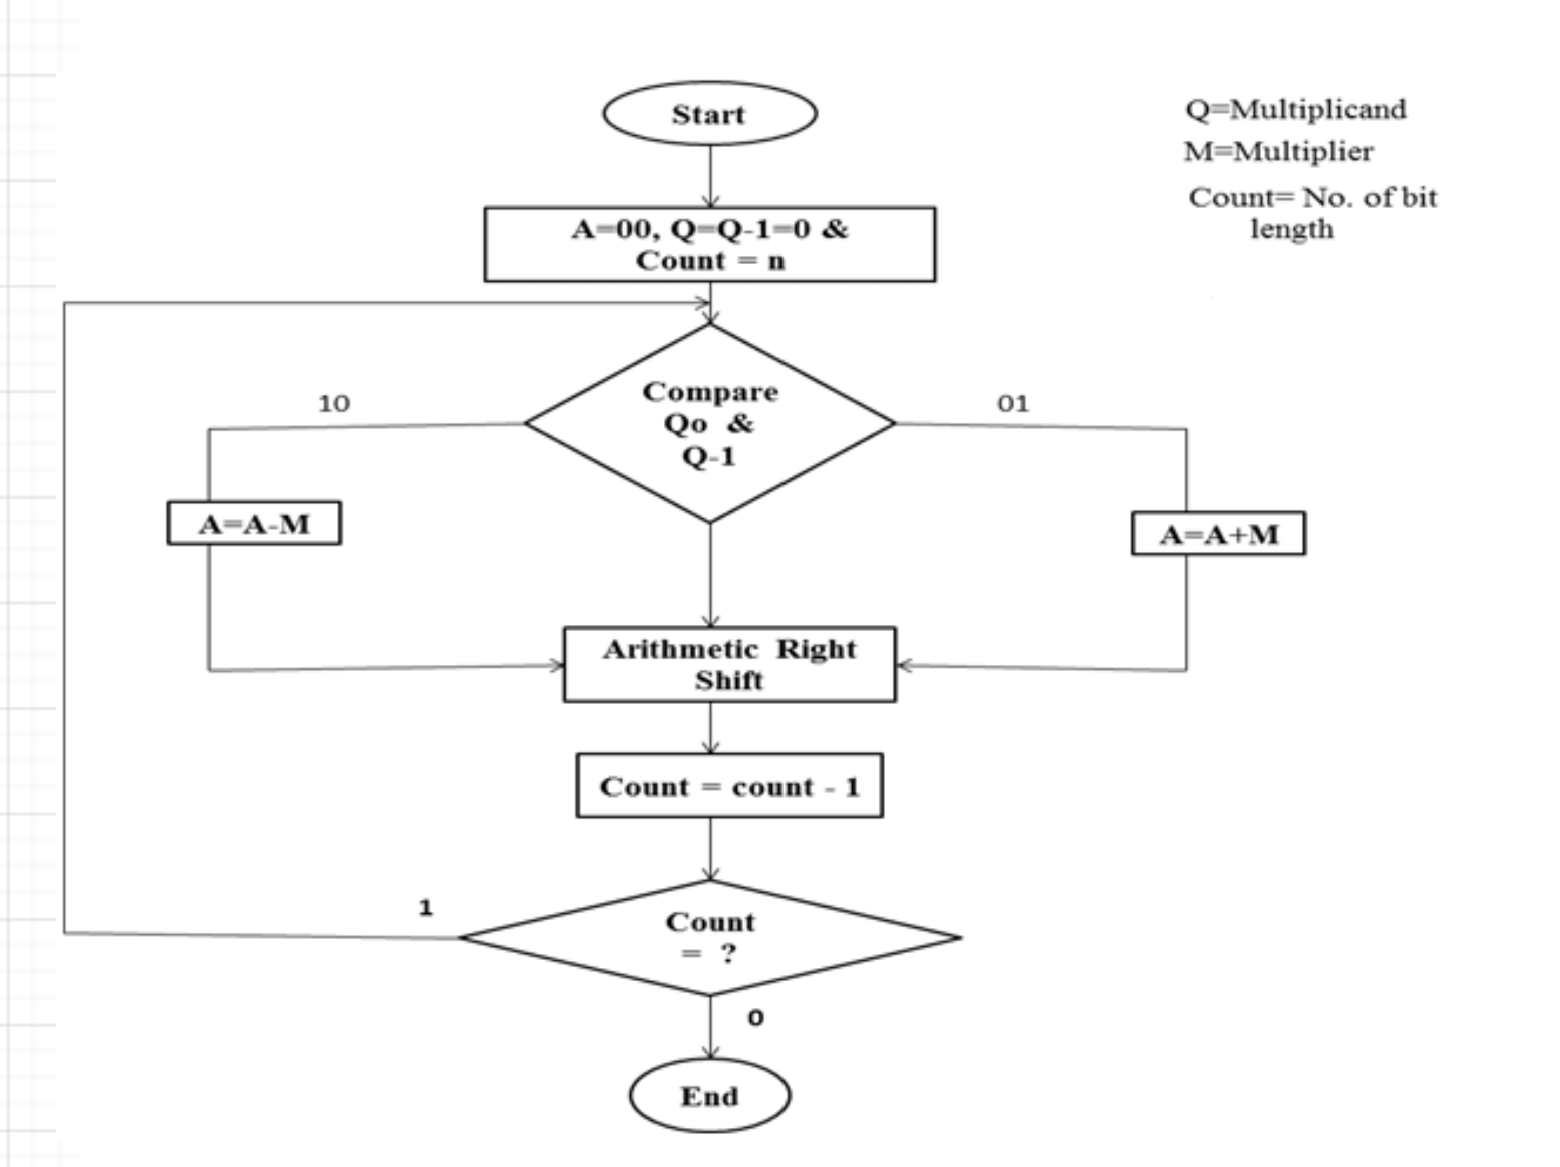 Start
Q=Multiplicand
M=Multiplier
Count= No. of bit
length
A=00, Q=Q-1=0 &
Count = n
10
Compare
Qo &
Q-1
01
A=A-M
A=A+M
Arithmetic Right
Shift
Count = count - 1
1
Count
= ?
0
End